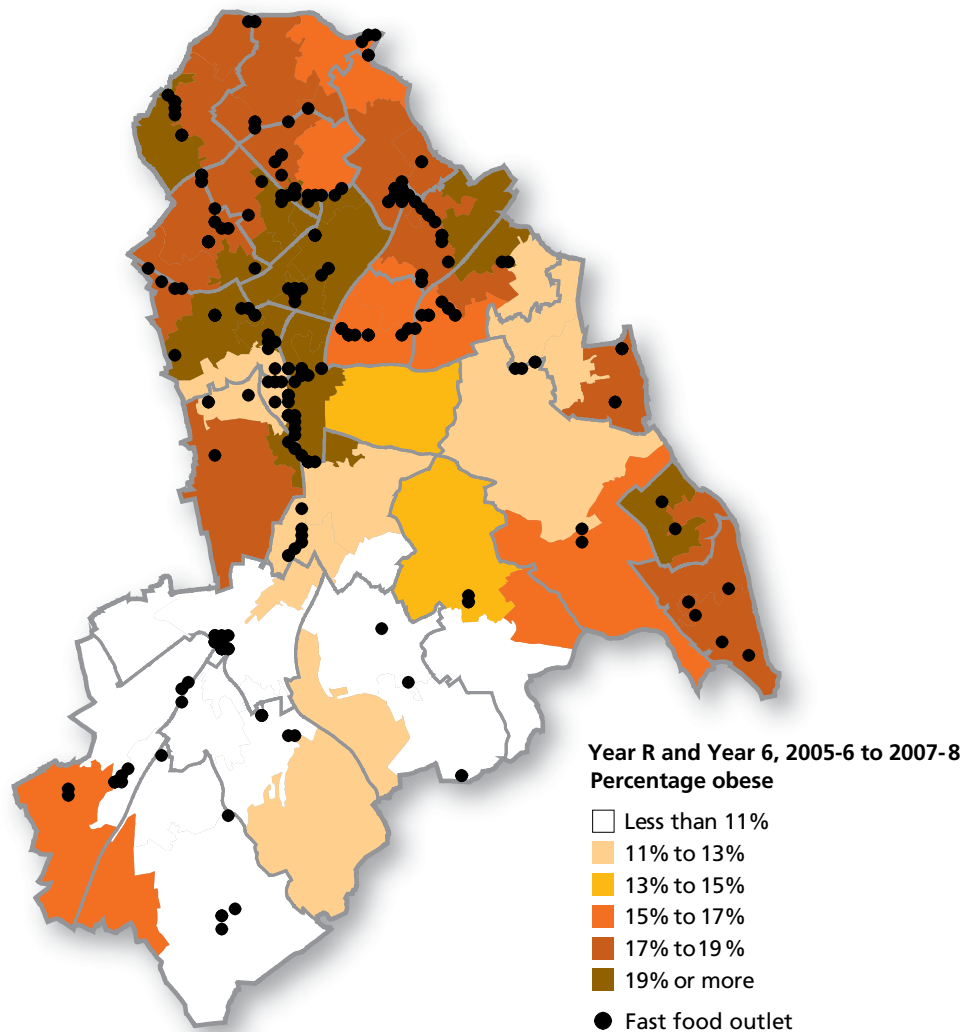 Year R and Year 6, 2005-6 to 2007-8
Percentage obese
Less than 11%
11% to 13%
13% to 15%
15% to 17%
17% to 19%
19% or more
Fast food outlet